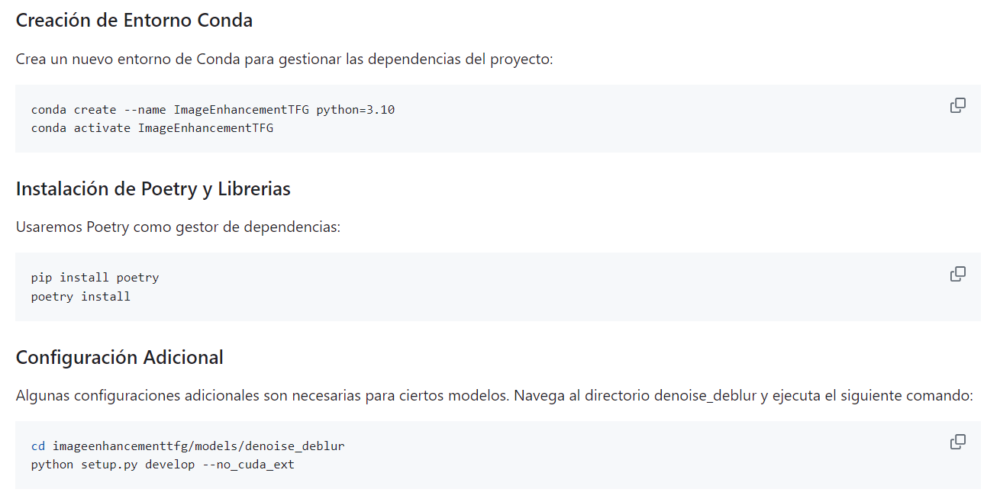 Creación de Entorno Conda
Crea un nuevo entorno de Conda para gestionar las dependencias del proyecto:
conda create --name ImageEnhancementTFG python=3.10
conda activate ImageEnhancementTFG
Instalación de Poetry y Librerias
Usaremos Poetry como gestor de dependencias:
pip install poetry
poetry install
Configuración Adicional
Algunas configuraciones adicionales son necesarias para ciertos modelos. Navega al directorio denoise_deblur y ejecuta el siguiente comando:
cd imageenhancementtfg/models/denoise_deblur
python setup.py develop --no_cuda_ext